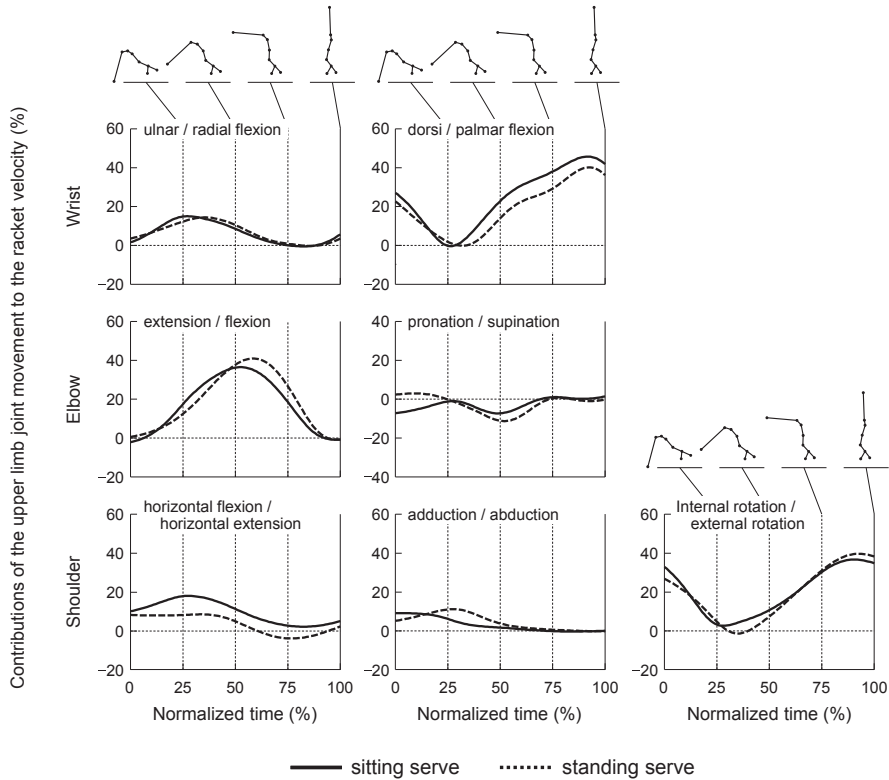 Contributions of the upper limb joint movement to the racket velocity (%)
Wrist
ulnar / radial flexion
60
40
20
0
−20
dorsi / palmar flexion
60
40
20
0
−20
Elbow
extension / flexion
60
40
20
0
−20
pronation / supination
40
20
0
−20
−40
Shoulder
horizontal flexion /
horizontal extension
60
40
20
0
−20
0 25 50 75 100
Normalized time (%)
adduction / abduction
60
40
20
0
−20
0 25 50 75 100
Normalized time (%)
Internal rotation /
external rotation
60
40
20
0
−20
0 25 50 75 100
Normalized time (%)
sitting serve
standing serve